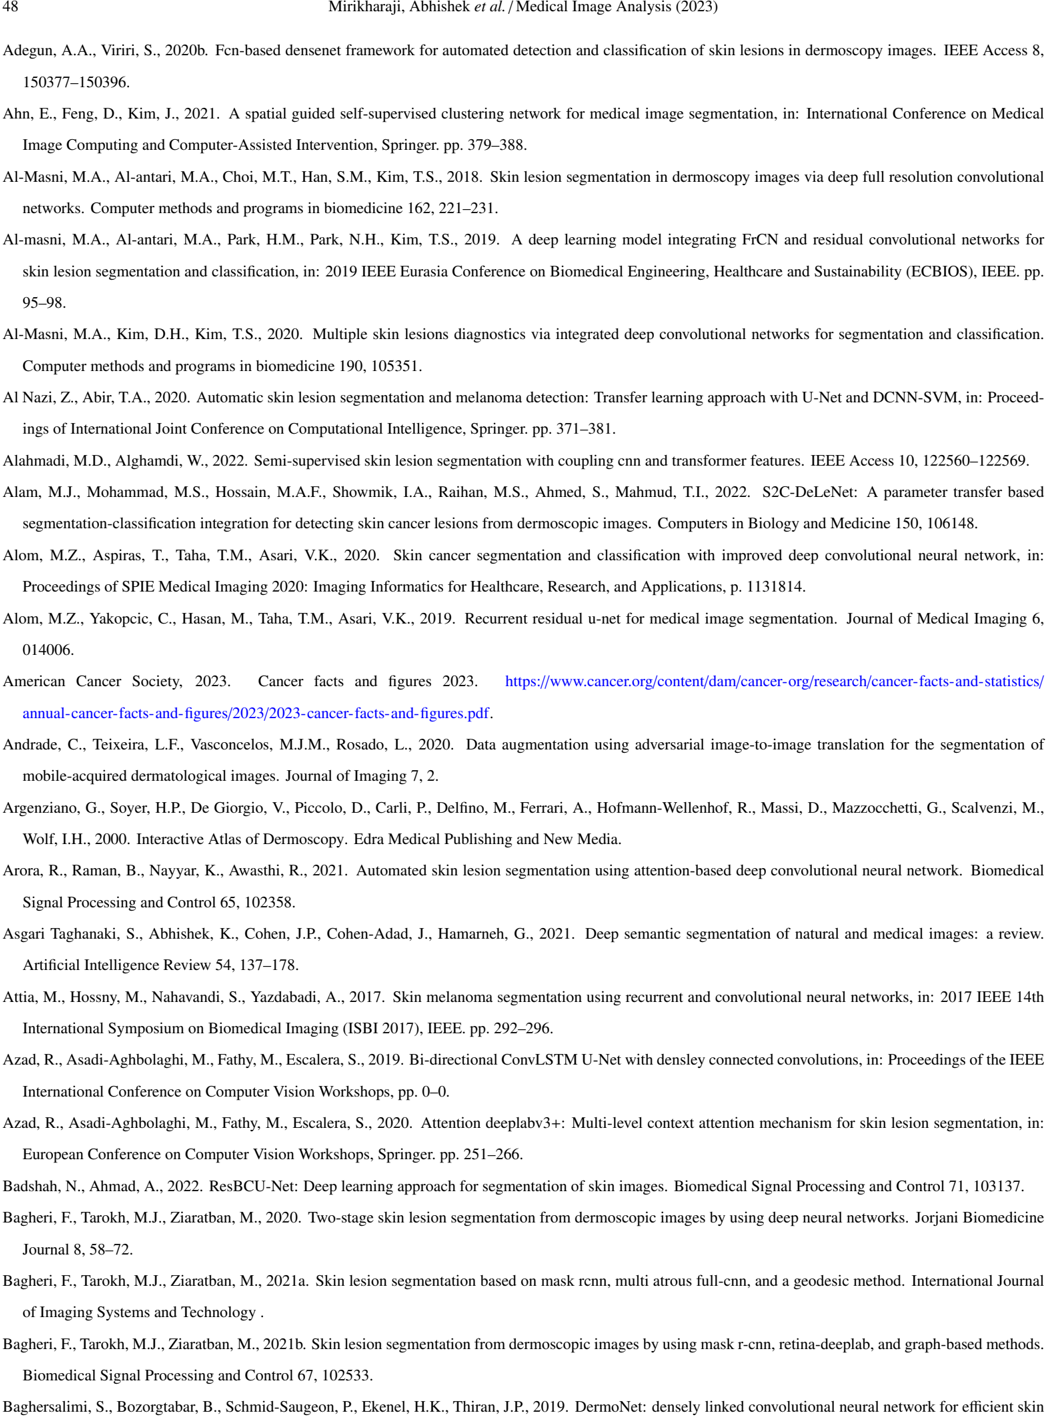 48
Mirikharaji, Abhishek et al. / Medical Image Analysis (2023)
Adegun, A.A., Viriri, S., 2020b. Fcn-based densenet framework for automated detection and classification of skin lesions in dermoscopy images. IEEE Access 8,
150377–150396.
Ahn, E., Feng, D., Kim, J., 2021. A spatial guided self-supervised clustering network for medical image segmentation, in: International Conference on Medical
Image Computing and Computer-Assisted Intervention, Springer. pp. 379–388.
Al-Masni, M.A., Al-antari, M.A., Choi, M.T., Han, S.M., Kim, T.S., 2018. Skin lesion segmentation in dermoscopy images via deep full resolution convolutional
networks. Computer methods and programs in biomedicine 162, 221–231.
Al-masni, M.A., Al-antari, M.A., Park, H.M., Park, N.H., Kim, T.S., 2019. A deep learning model integrating FrCN and residual convolutional networks for
skin lesion segmentation and classification, in: 2019 IEEE Eurasia Conference on Biomedical Engineering, Healthcare and Sustainability (ECBIOS), IEEE. pp.
95–98.
Al-Masni, M.A., Kim, D.H., Kim, T.S., 2020. Multiple skin lesions diagnostics via integrated deep convolutional networks for segmentation and classification.
Computer methods and programs in biomedicine 190, 105351.
Al Nazi, Z., Abir, T.A., 2020. Automatic skin lesion segmentation and melanoma detection: Transfer learning approach with U-Net and DCNN-SVM, in: Proceed-
ings of International Joint Conference on Computational Intelligence, Springer. pp. 371–381.
Alahmadi, M.D., Alghamdi, W., 2022. Semi-supervised skin lesion segmentation with coupling cnn and transformer features. IEEE Access 10, 122560–122569.
Alam, M.J., Mohammad, M.S., Hossain, M.A.F., Showmik, I.A., Raihan, M.S., Ahmed, S., Mahmud, T.I., 2022. S2C-DeLeNet: A parameter transfer based
segmentation-classification integration for detecting skin cancer lesions from dermoscopic images. Computers in Biology and Medicine 150, 106148.
Alom, M.Z., Aspiras, T., Taha, T.M., Asari, V.K., 2020. Skin cancer segmentation and classification with improved deep convolutional neural network, in:
Proceedings of SPIE Medical Imaging 2020: Imaging Informatics for Healthcare, Research, and Applications, p. 1131814.
Alom, M.Z., Yakopcic, C., Hasan, M., Taha, T.M., Asari, V.K., 2019. Recurrent residual u-net for medical image segmentation. Journal of Medical Imaging 6,
014006.
American Cancer Society, 2023. Cancer facts and figures 2023. https://www.cancer.org/content/dam/cancer-org/research/cancer-facts-and-statistics/
annual-cancer-facts-and-figures/2023/2023-cancer-facts-and-figures.pdf.
Andrade, C., Teixeira, L.F., Vasconcelos, M.J.M., Rosado, L., 2020. Data augmentation using adversarial image-to-image translation for the segmentation of
mobile-acquired dermatological images. Journal of Imaging 7, 2.
Argenziano, G., Soyer, H.P., De Giorgio, V., Piccolo, D., Carli, P., Delfino, M., Ferrari, A., Hofmann-Wellenhof, R., Massi, D., Mazzocchetti, G., Scalvenzi, M.,
Wolf, I.H., 2000. Interactive Atlas of Dermoscopy. Edra Medical Publishing and New Media.
Arora, R., Raman, B., Nayyar, K., Awasthi, R., 2021. Automated skin lesion segmentation using attention-based deep convolutional neural network. Biomedical
Signal Processing and Control 65, 102358.
Asgari Taghanaki, S., Abhishek, K., Cohen, J.P., Cohen-Adad, J., Hamarneh, G., 2021. Deep semantic segmentation of natural and medical images: a review.
Artificial Intelligence Review 54, 137–178.
Attia, M., Hossny, M., Nahavandi, S., Yazdabadi, A., 2017. Skin melanoma segmentation using recurrent and convolutional neural networks, in: 2017 IEEE 14th
International Symposium on Biomedical Imaging (ISBI 2017), IEEE. pp. 292–296.
Azad, R., Asadi-Aghbolaghi, M., Fathy, M., Escalera, S., 2019. Bi-directional ConvLSTM U-Net with densley connected convolutions, in: Proceedings of the IEEE
International Conference on Computer Vision Workshops, pp. 0–0.
Azad, R., Asadi-Aghbolaghi, M., Fathy, M., Escalera, S., 2020. Attention deeplabv3+: Multi-level context attention mechanism for skin lesion segmentation, in:
European Conference on Computer Vision Workshops, Springer. pp. 251–266.
Badshah, N., Ahmad, A., 2022. ResBCU-Net: Deep learning approach for segmentation of skin images. Biomedical Signal Processing and Control 71, 103137.
Bagheri, F., Tarokh, M.J., Ziaratban, M., 2020. Two-stage skin lesion segmentation from dermoscopic images by using deep neural networks. Jorjani Biomedicine
Journal 8, 58–72.
Bagheri, F., Tarokh, M.J., Ziaratban, M., 2021a. Skin lesion segmentation based on mask rcnn, multi atrous full-cnn, and a geodesic method. International Journal
of Imaging Systems and Technology .
Bagheri, F., Tarokh, M.J., Ziaratban, M., 2021b. Skin lesion segmentation from dermoscopic images by using mask r-cnn, retina-deeplab, and graph-based methods.
Biomedical Signal Processing and Control 67, 102533.
Baghersalimi, S., Bozorgtabar, B., Schmid-Saugeon, P., Ekenel, H.K., Thiran, J.P., 2019. DermoNet: densely linked convolutional neural network for efficient skin